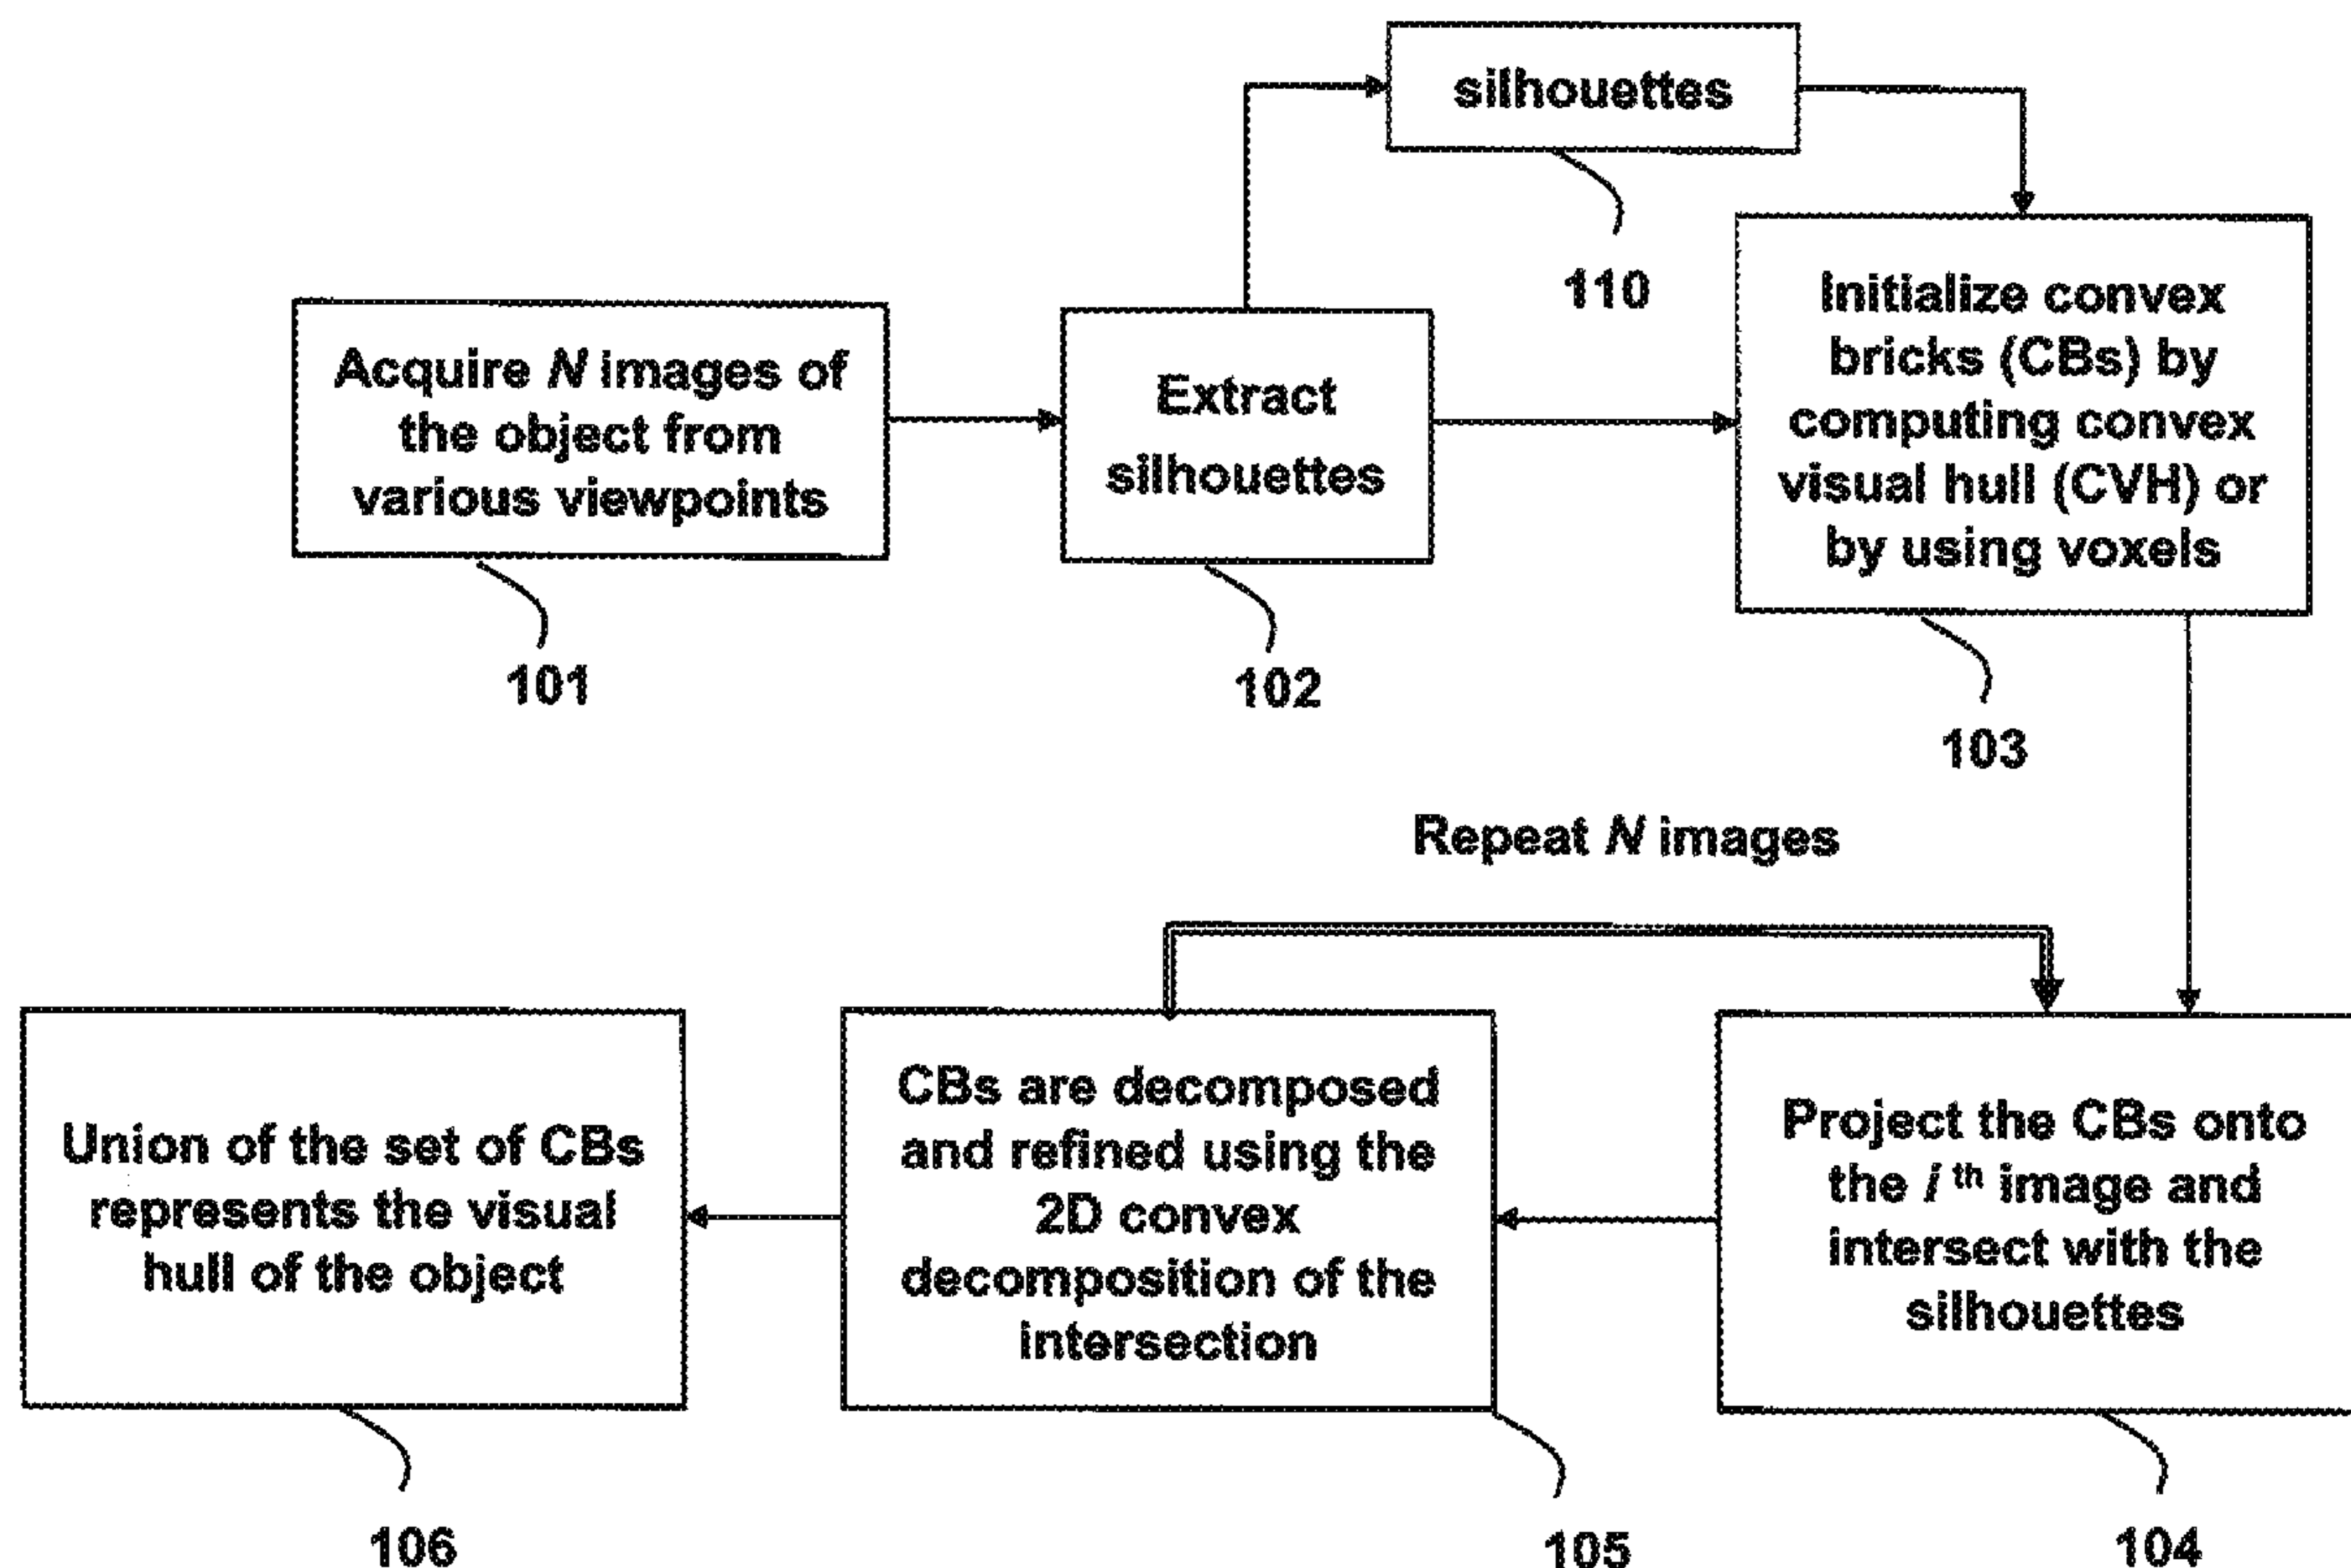 silhouettes
110
Acquire N images of
the object from
various viewpoints
101
Extract
silhouettes
102
Initialize convex
bricks (CBs) by
computing convex
visual hull (CVH) or
by using voxels
103
Repeat N images
Project the CBs onto
the i th image and
intersect with the
silhouettes
104
CBs are decomposed
and refined using the
2D convex
decomposition of the
intersection
105
Union of the set of CBs
represents the visual
hull of the object
106